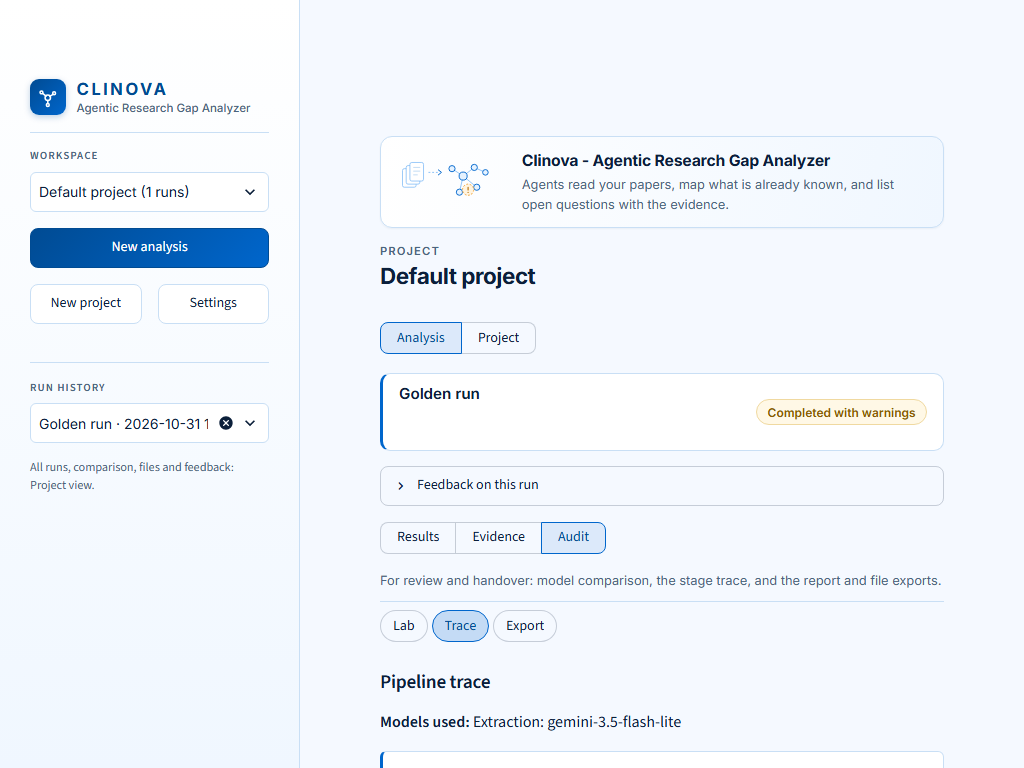 CLINOVA
Agentic Research Gap Analyzer
WORKSPACE
Default project (1 runs)
New analysis
New project
Settings
RUN HISTORY
Golden run · 2026-10-31 1
All runs, comparison, files and feedback:
Project view.
Clinova - Agentic Research Gap Analyzer
Agents read your papers, map what is already known, and list
open questions with the evidence.
PROJECT
Default project
Analysis
Project
Golden run
Completed with warnings
Feedback on this run
Results
Evidence
Audit
For review and handover: model comparison, the stage trace, and the report and file exports.
Lab
Trace
Export
Pipeline trace
Models used: Extraction: gemini-3.5-flash-lite